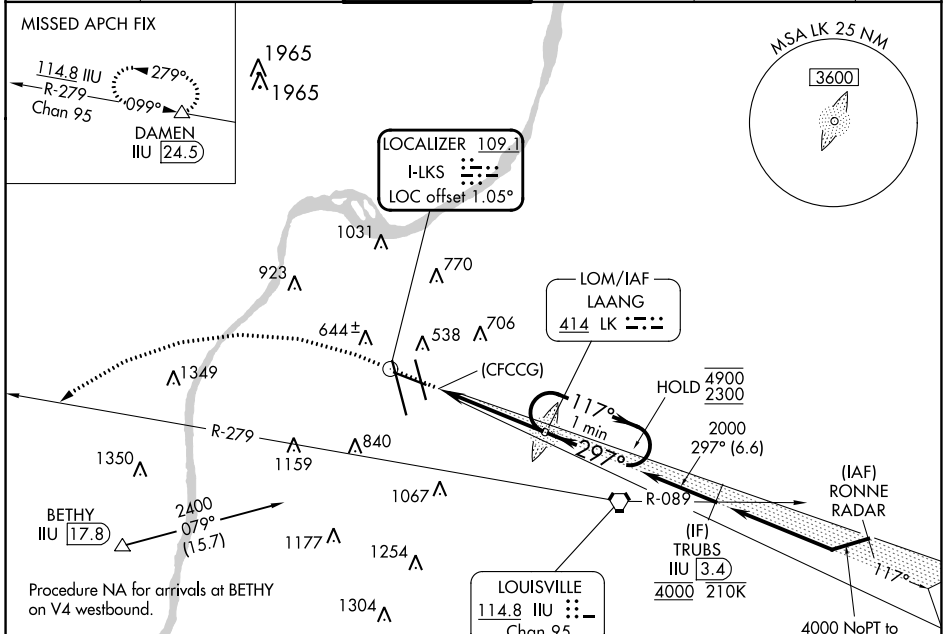 MISSED APCH FIX
114.8 IIU
R-279
Chan 95
279°
099°
DAMEN
IIU 24.5
1965
1965
MSA LK 25 NM
3600
LOCALIZER 109.1
I-LKS
LOC offset 1.05°
1031
923
770
644±
538
706
LOM/IAF
LAANG
414 LK
(CFCCG)
1349
HOLD 4900
2300
117°
1 min
297°
2000
297° (6.6)
R-279
1159
840
1350
1067
R-089
(IAF)
RONNE
RADAR
BETHY
IIU 17.8
2400
079°
(15.7)
1177
1254
(IF)
TRUBS
IIU 3.4
4000 210K
117°
Procedure NA for arrivals at BETHY
on V4 westbound.
1304
LOUISVILLE
114.8 IIU
Chan 95
4000 NoPT to